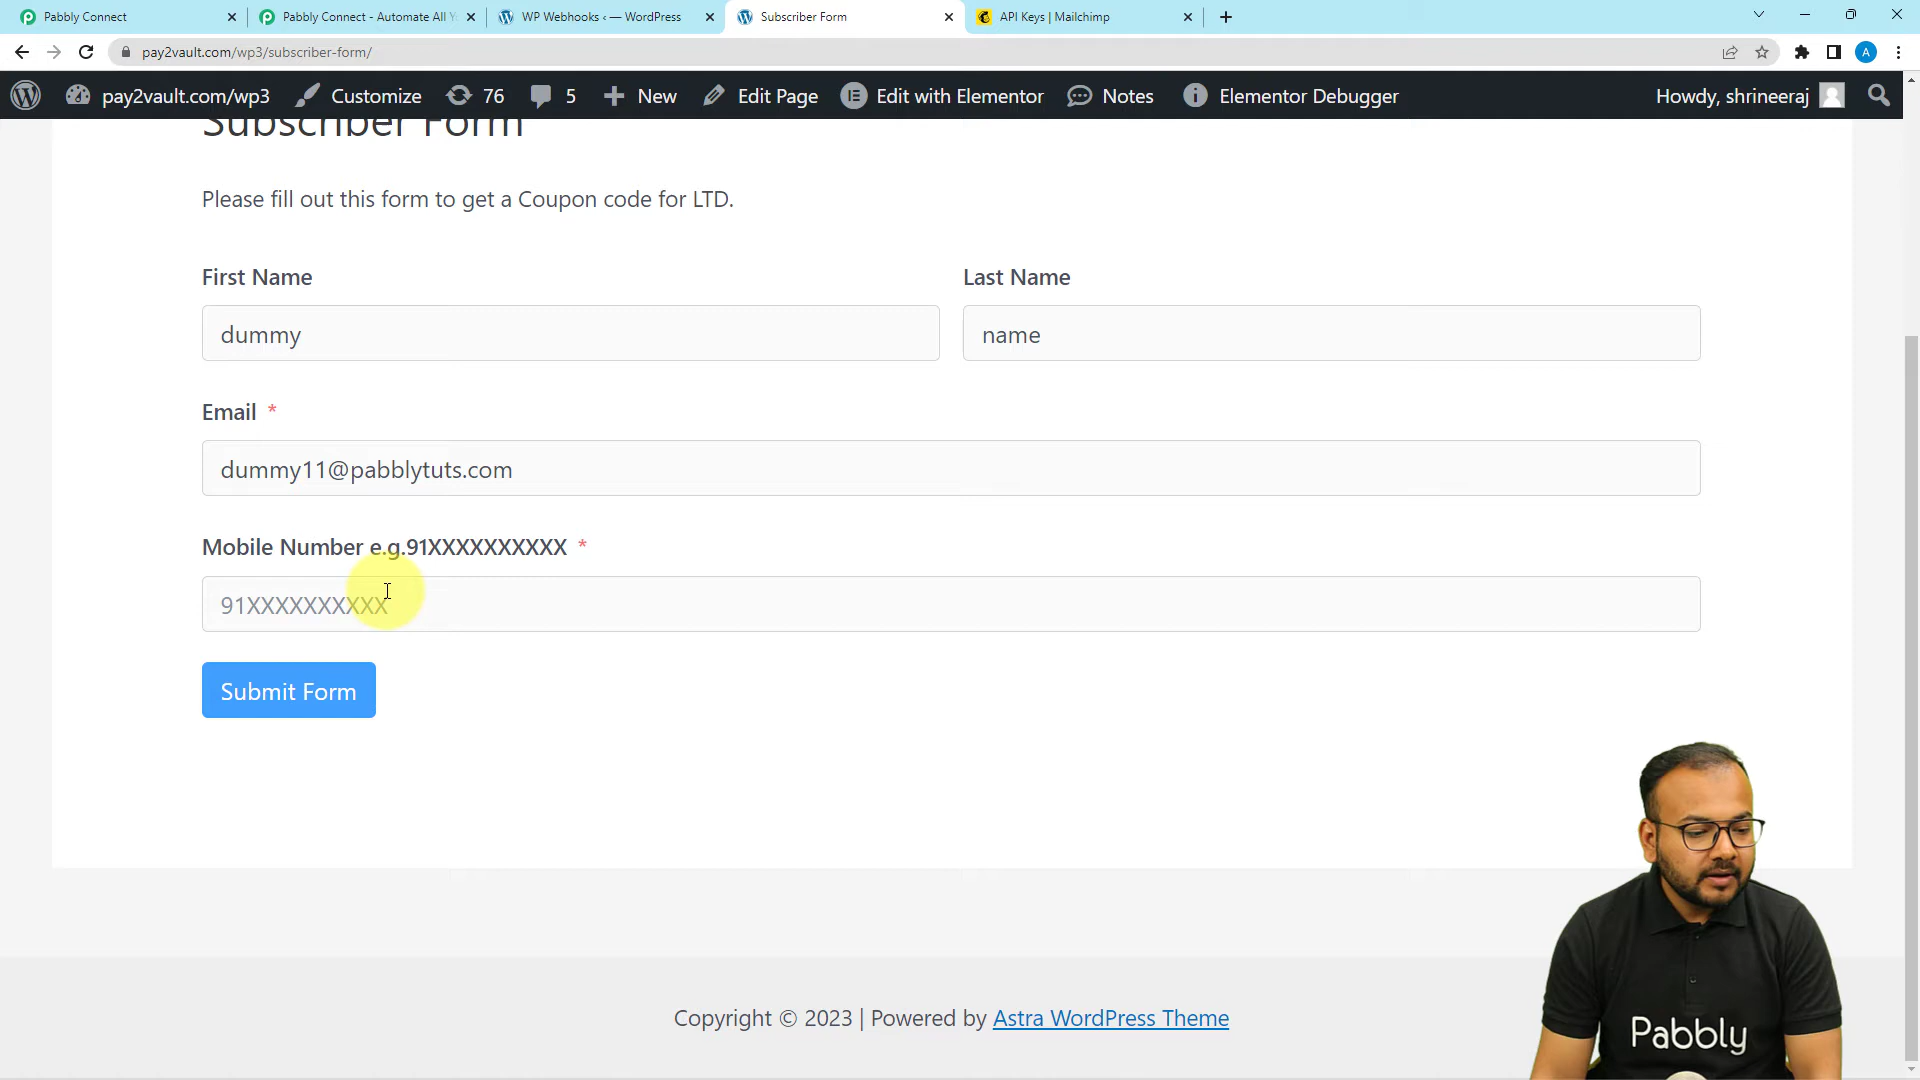 Pabbly Connect
Pabbly Connect - Automate All Y
WP Webhooks ‹ — WordPress
Subscriber Form
API Keys | Mailchimp
pay2vault.com/wp3/subscriber-form/
A
pay2vault.com/wp3
Customize
76
5
New
Edit Page
Edit with Elementor
Notes
Elementor Debugger
Howdy, shrineeraj
Subscriber Form
Please fill out this form to get a Coupon code for LTD.
First Name
Last Name
dummy
name
Email *
dummy11@pabblytuts.com
Mobile Number e.g.91XXXXXXXXXX *
91XXXXXXXXXX
Submit Form
Copyright © 2023 | Powered by Astra WordPress Theme
Pabbly